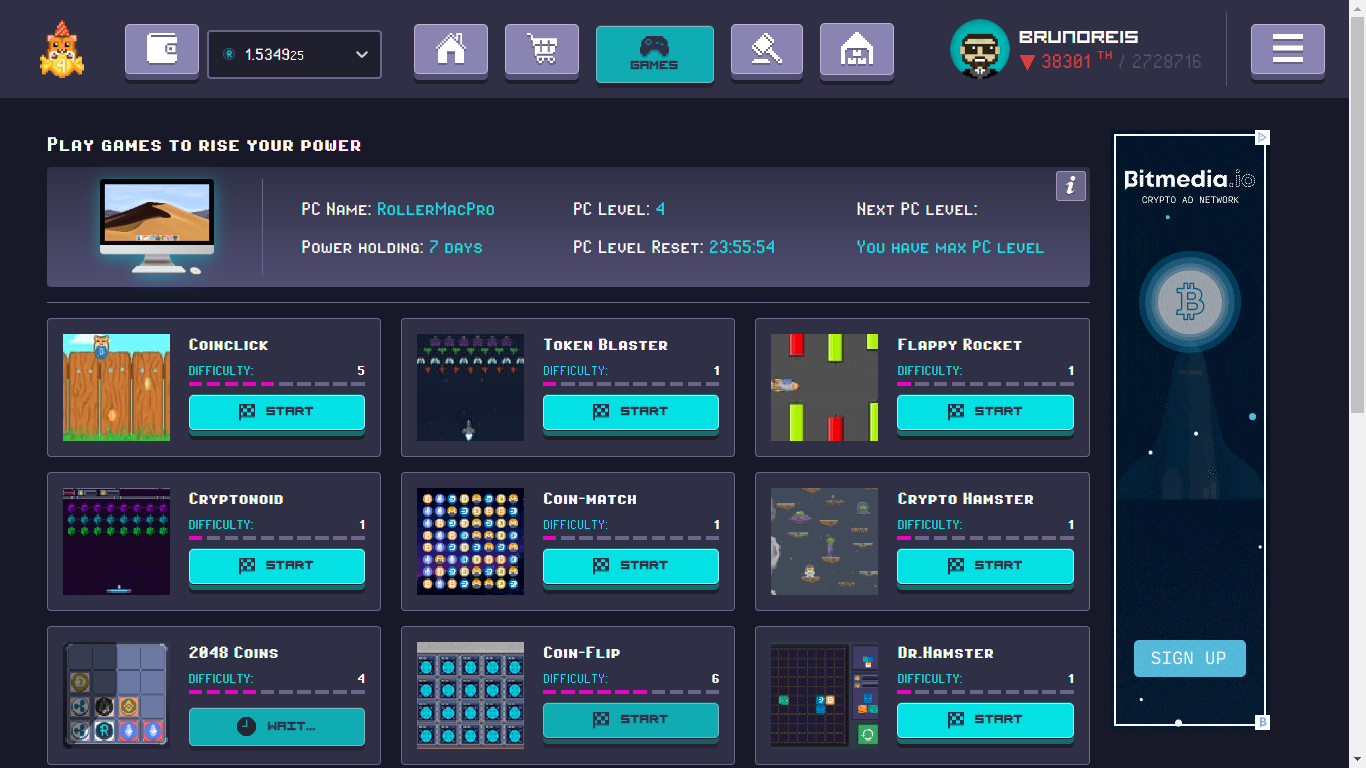 1.534925
GAMES
BRUNOREIS
38301 TH / 2728716
Play games to rise your power
PC Name: RollerMacPro
PC Level: 4
Next PC level:
Power holding: 7 days
PC Level Reset: 23:55:54
You have max PC level
i
Coinclick
DIFFICULTY: 5
START
Token Blaster
DIFFICULTY: 1
START
Flappy Rocket
DIFFICULTY: 1
START
Cryptonoid
DIFFICULTY: 1
START
Coin-match
DIFFICULTY: 1
START
Crypto Hamster
DIFFICULTY: 1
START
2048 Coins
DIFFICULTY: 4
WAIT...
Coin-Flip
DIFFICULTY: 6
START
Dr.Hamster
DIFFICULTY: 1
START
Bitmedia.io
CRYPTO AD NETWORK
SIGN UP